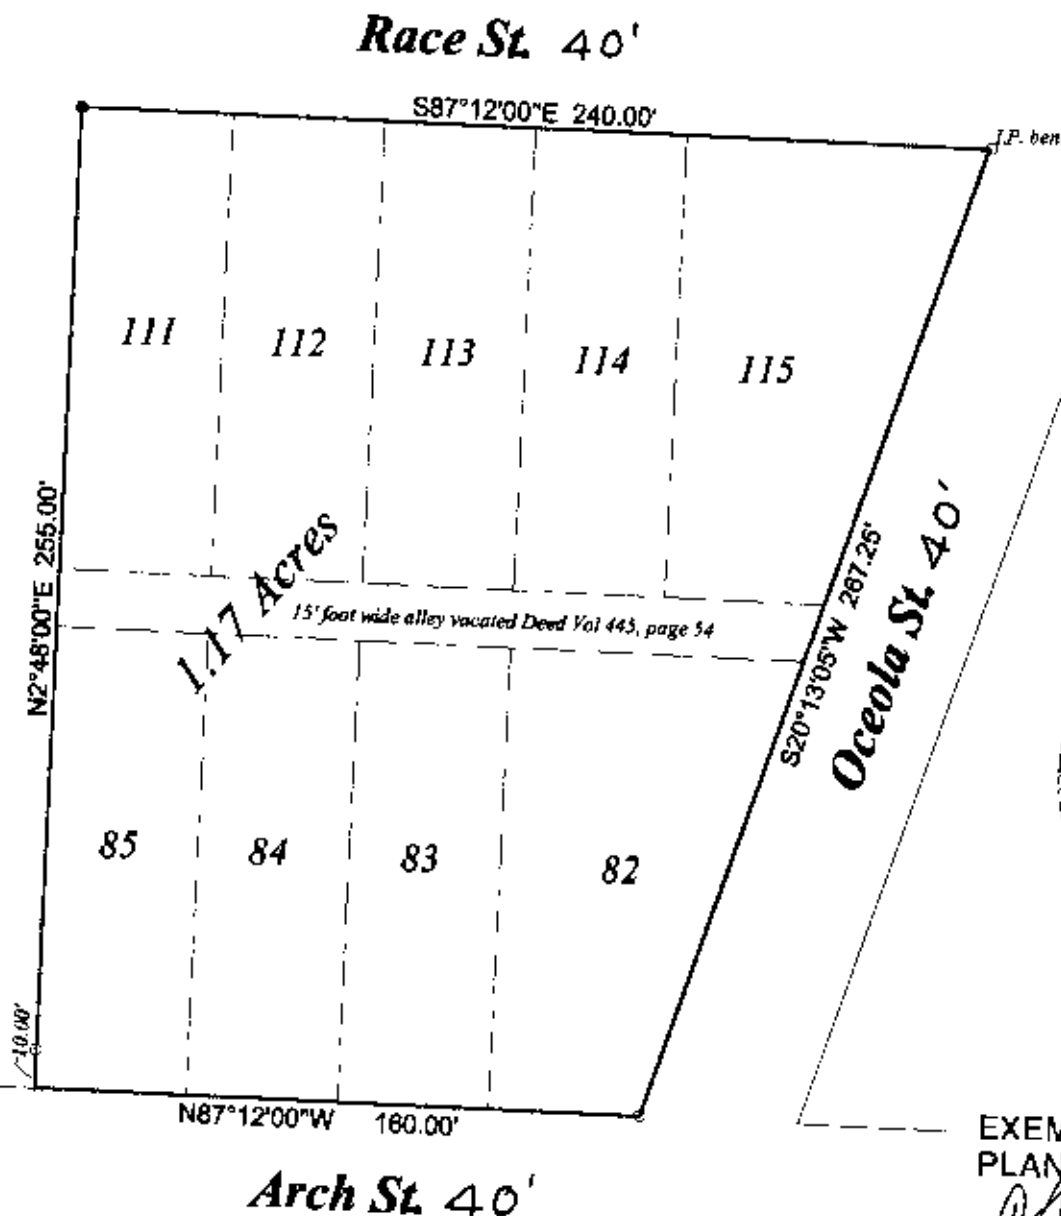 Race St. 40'
S87°12'00"E 240.00'
I.P. ben
111
112
113
114
115
N2°48'00"E 255.00'
1.17 Acres
15' foot wide alley vacated Deed Vol 445, page 54
S20°13'05"W 267.25'
Oceola St. 40'
85
84
83
82
10.00'
N87°12'00"W 160.00'
EXEM
PLAN
Arch St. 40'